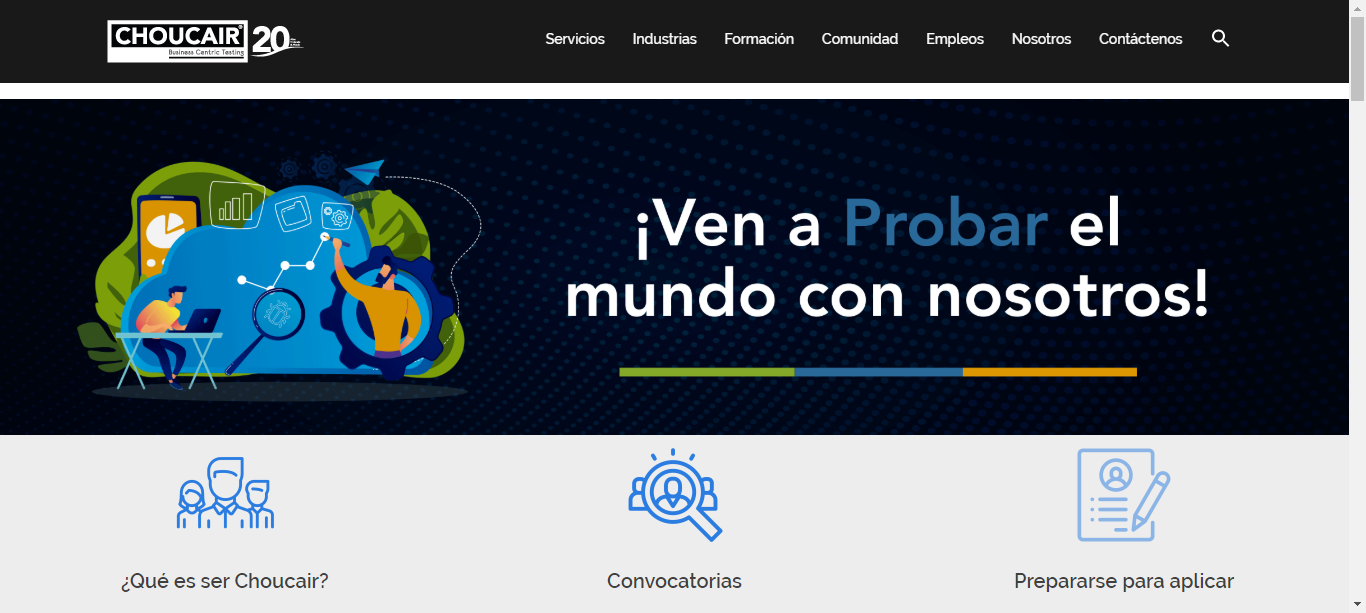 CHOUCAIR®
Business Centric Testing
20
Servicios
Industrias
Formación
Comunidad
Empleos
Nosotros
Contáctenos
¡Ven a Probar el
mundo con nosotros!
¿Qué es ser Choucair?
Convocatorias
Prepararse para aplicar